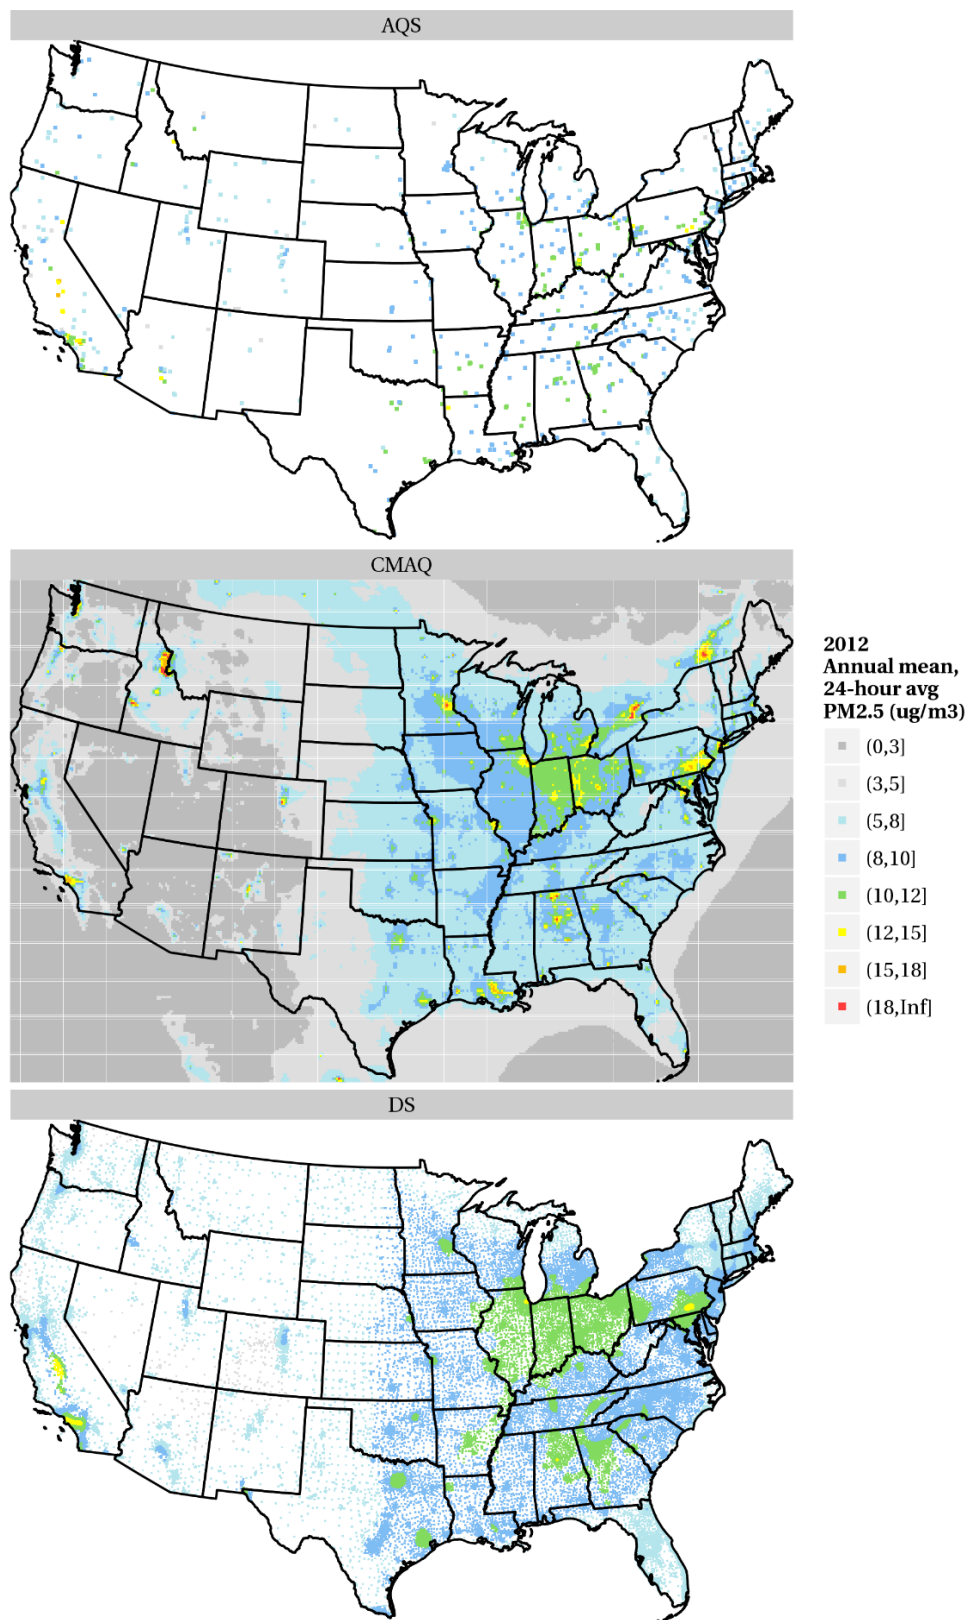 AQS
CMAQ
2012
Annual mean,
24-hour avg
PM2.5 (ug/m3)
(0,3]
(3,5]
(5,8]
(8,10]
(10,12]
(12,15]
(15,18]
(18,Inf]
DS